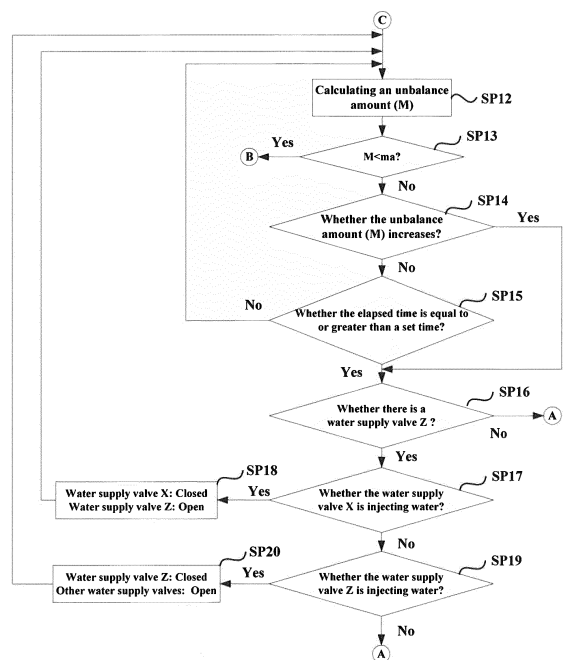 C
Calculating an unbalance
amount (M)
SP12
SP13
Yes
B
M<ma?
No
SP14
Whether the unbalance
amount (M) increases?
Yes
No
SP15
No
Whether the elapsed time is equal to
or greater than a set time?
Yes
SP16
Whether there is a
water supply valve Z ?
A
No
Yes
SP18
SP17
Water supply valve X: Closed
Water supply valve Z: Open
Yes
Whether the water supply
valve X is injecting water?
No
SP20
SP19
Water supply valve Z: Closed
Other water supply valves: Open
Yes
Whether the water supply
valve Z is injecting water?
No
A